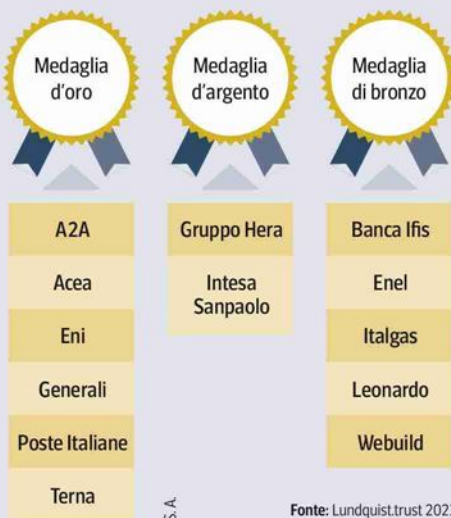 Medaglia
d'oro
Medaglia
d'argento
Medaglia
di bronzo
A2A
Acea
Eni
Generali
Poste Italiane
Terna
Gruppo Hera
Intesa
Sanpaolo
Banca Ifis
Enel
Italgas
Leonardo
Webuild
S. A.
Fonte: Lundquist.trust